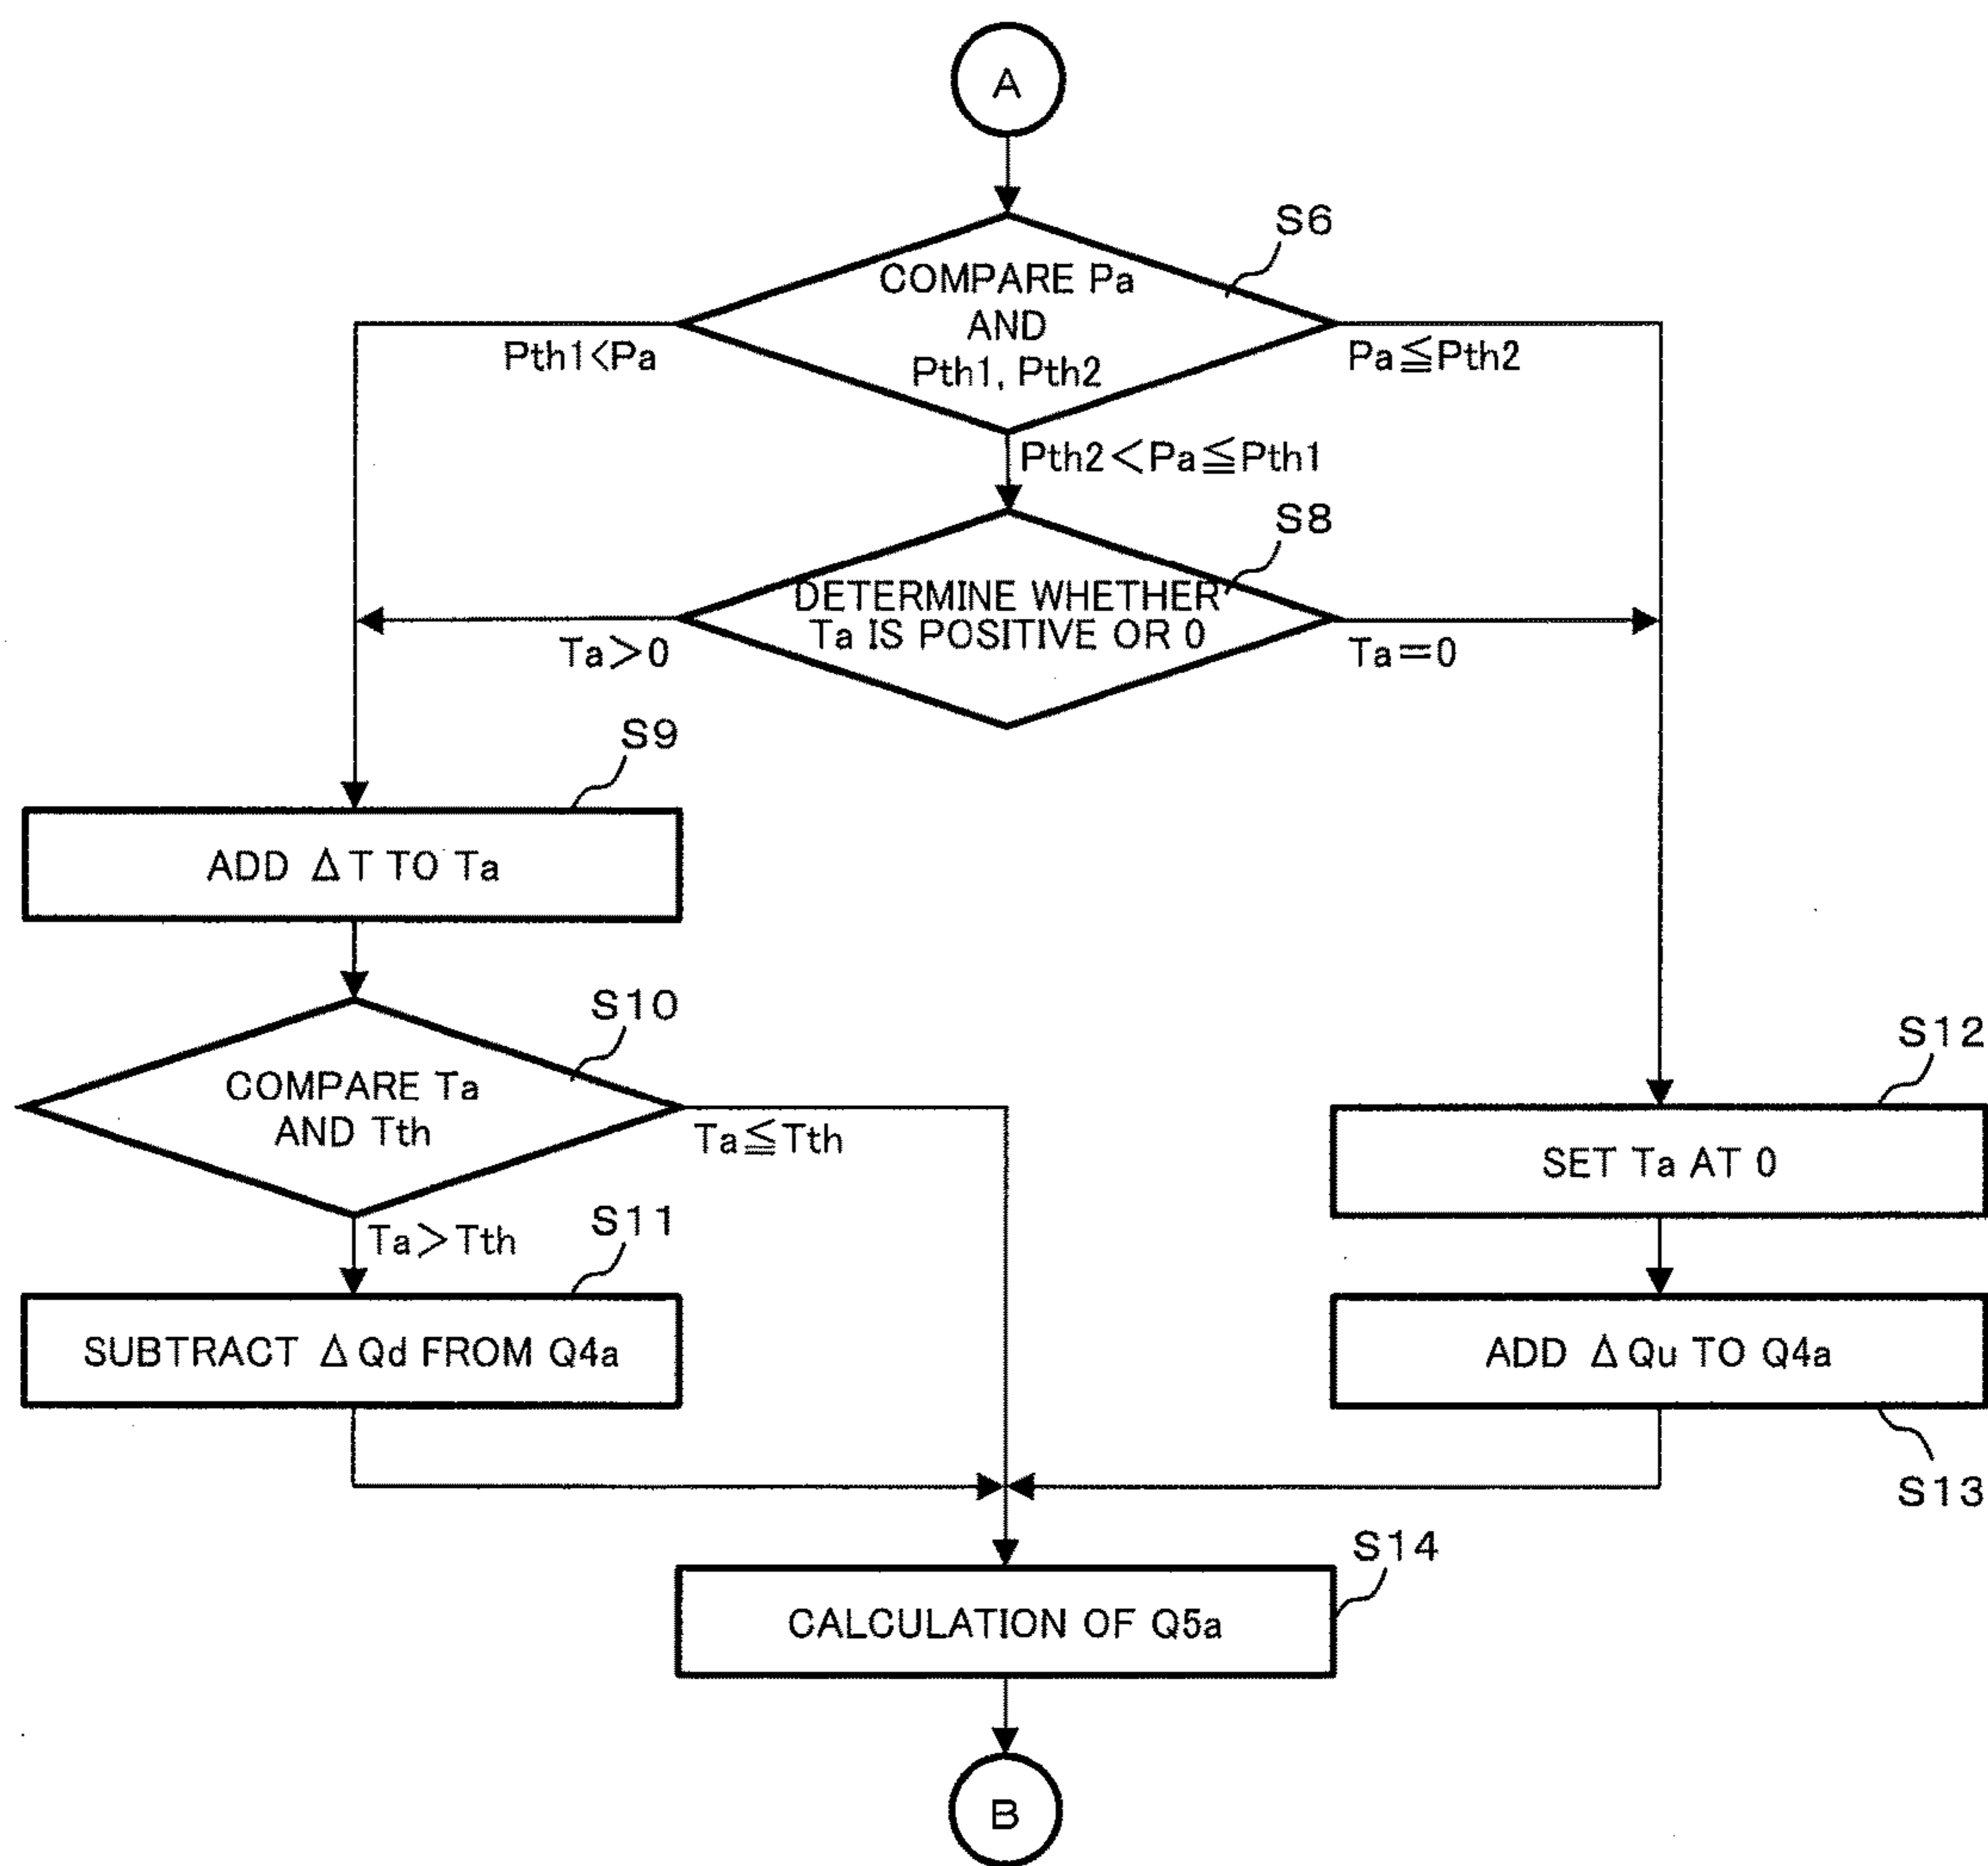 A
S6
COMPARE Pa
AND
Pth1, Pth2
Pth1<Pa
Pa≦Pth2
Pth2<Pa≦Pth1
S8
DETERMINE WHETHER
Ta IS POSITIVE OR 0
Ta>0
Ta=0
S9
ADD ΔT TO Ta
S10
COMPARE Ta
AND Tth
Ta≦Tth
S12
SET Ta AT 0
Ta>Tth
S11
SUBTRACT ΔQd FROM Q4a
ADD ΔQu TO Q4a
S13
S14
CALCULATION OF Q5a
B